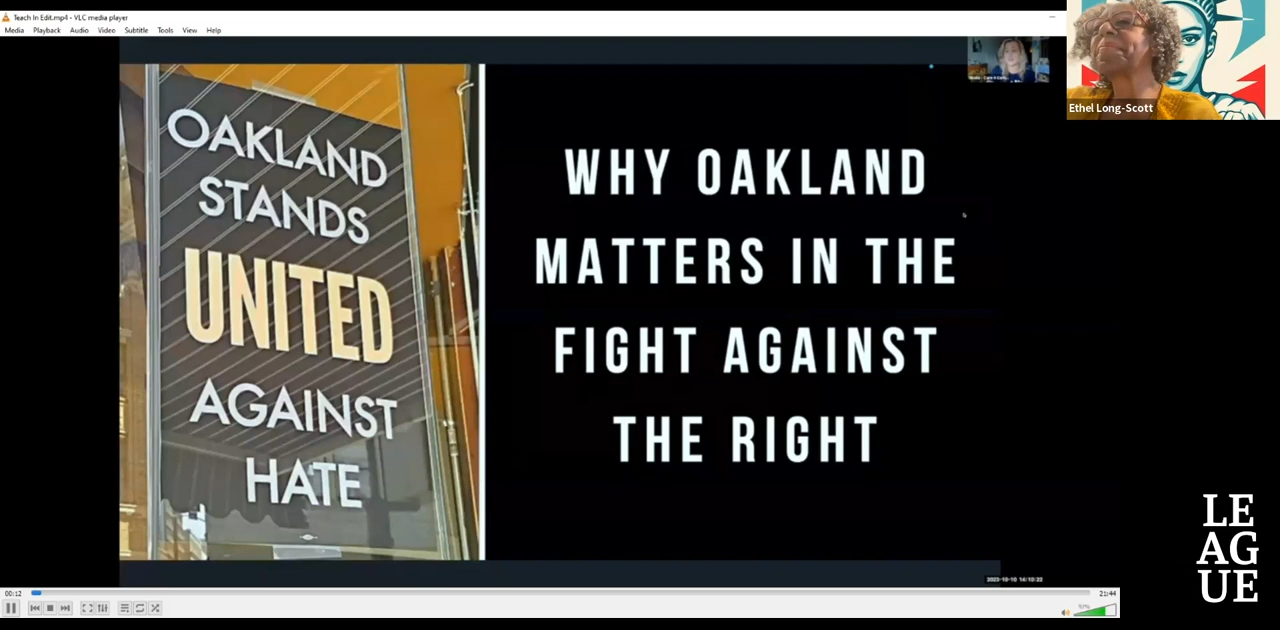 Teach In Edit.mp4 - VLC media player
Media Playback Audio Video Subtitle Tools View Help
Ethel Long-Scott
OAKLAND
STANDS
UNITED
AGAINST
HATE
WHY OAKLAND
MATTERS IN THE
FIGHT AGAINST
THE RIGHT
LE
AG
UE
00:12
21:44